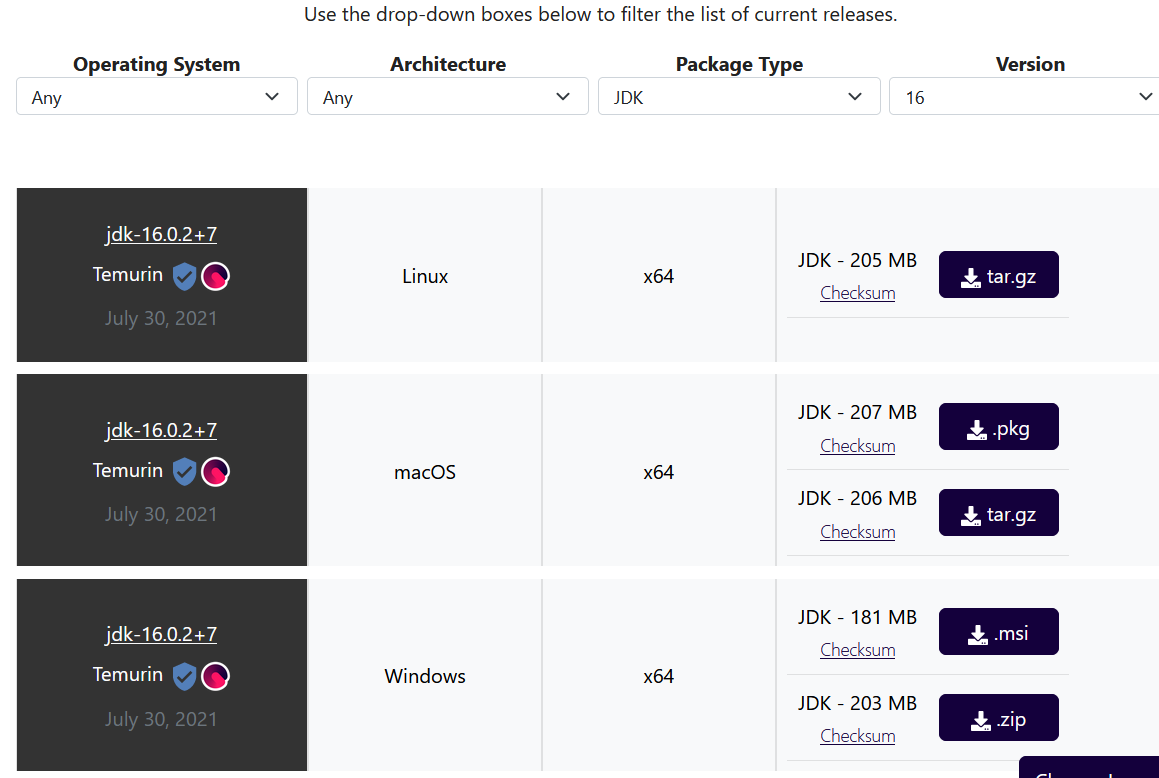 Use the drop-down boxes below to filter the list of current releases.
Operating System Architecture Package Type Version
Any Any JDK 16
jdk-16.0.2+7
Temurin
July 30, 2021
Linux
x64
JDK - 205 MB
Checksum
tar.gz
jdk-16.0.2+7
Temurin
July 30, 2021
macOS
x64
JDK - 207 MB
Checksum
.pkg
JDK - 206 MB
Checksum
tar.gz
jdk-16.0.2+7
Temurin
July 30, 2021
Windows
x64
JDK - 181 MB
Checksum
.msi
JDK - 203 MB
Checksum
.zip